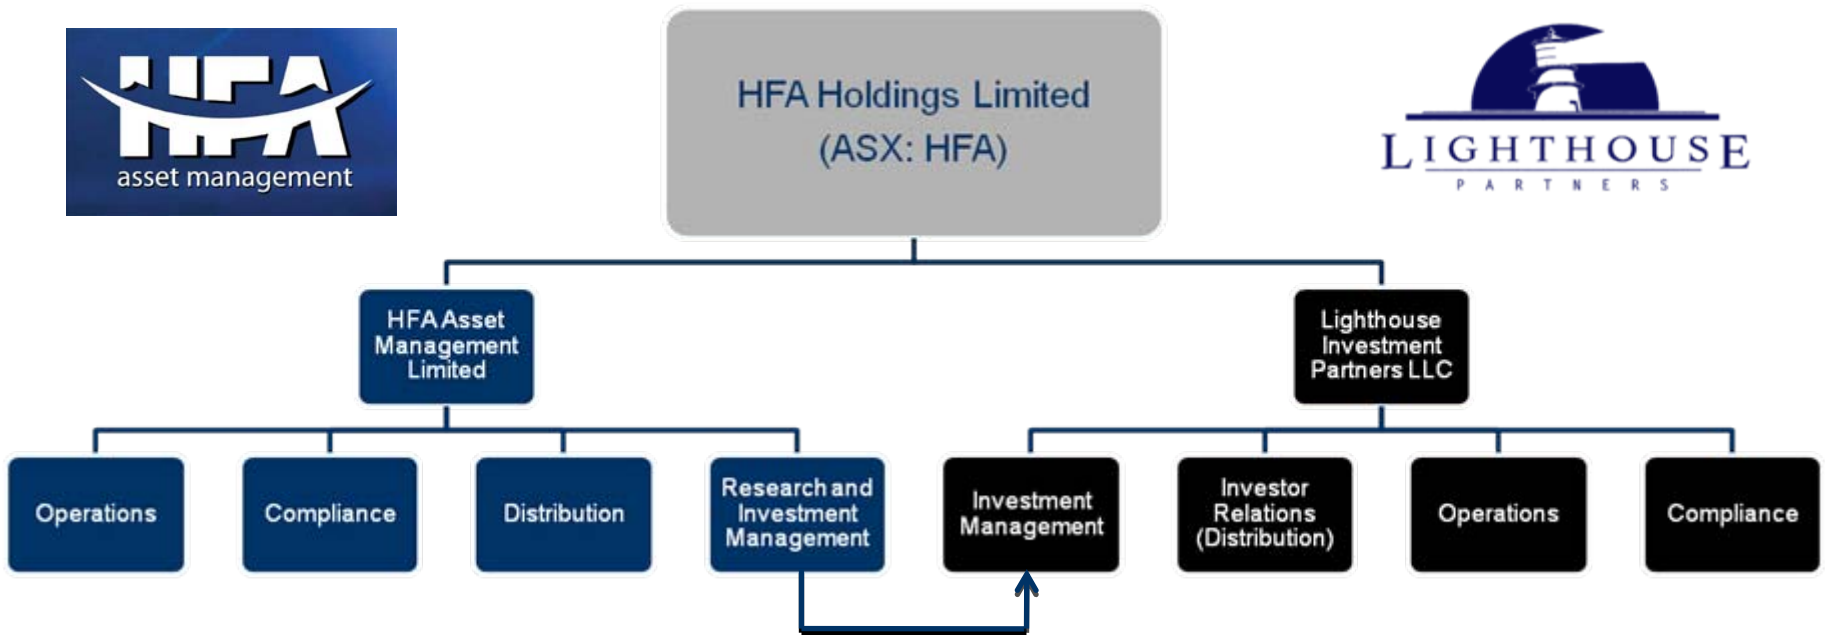 HFA
asset management
HFA Holdings Limited
(ASX: HFA)
LIGHTHOUSE
PARTNERS
HFA Asset
Management
Limited
Lighthouse
Investment
Partners LLC
Operations
Compliance
Distribution
Research and
Investment
Management
Investment
Management
Investor
Relations
(Distribution)
Operations
Compliance